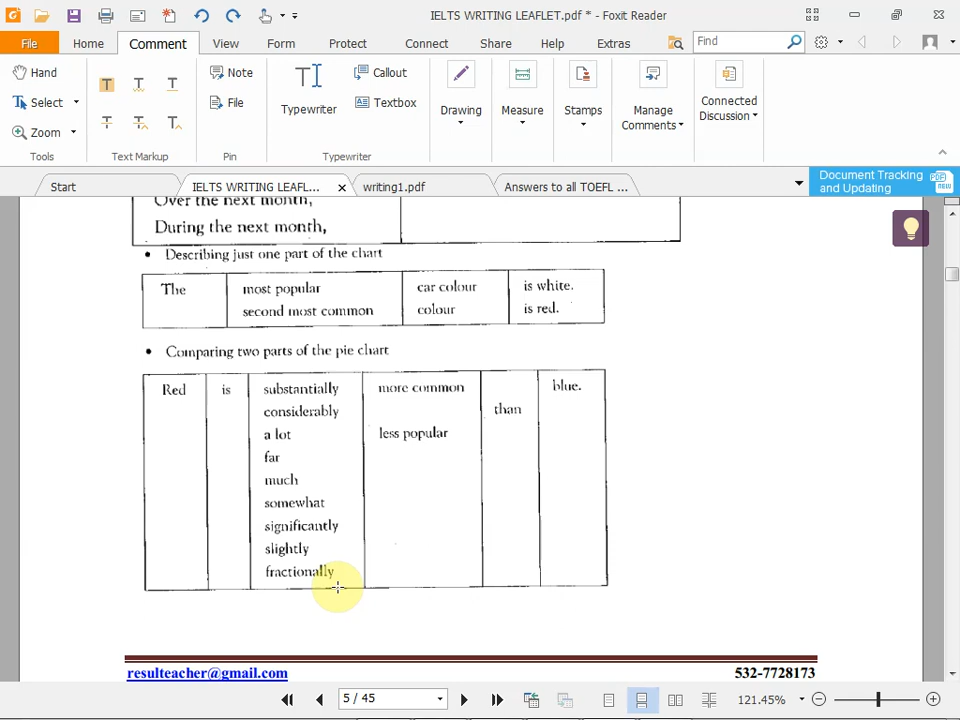 IELTS WRITING LEAFLET.pdf * - Foxit Reader
File Home Comment View Form Protect Connect Share Help Extras Find
Hand
Select
Zoom
Tools
Text Markup
Note
File
Pin
Typewriter
Callout
Textbox
Typewriter
Drawing
Measure
Stamps
Manage
Comments
Connected
Discussion
Start IELTS WRITING LEAFL... writing1.pdf Answers to all TOEFL ...
Document Tracking
and Updating
Over the next month,
During the next month,
• Describing just one part of the chart
The most popular car colour is white.
second most common colour is red.
• Comparing two parts of the pie chart
Red is substantially more common blue.
considerably than
a lot less popular
far
much
somewhat
significantly
slightly
fractionally
resulteacher@gmail.com 532-7728173
5 / 45 121.45%